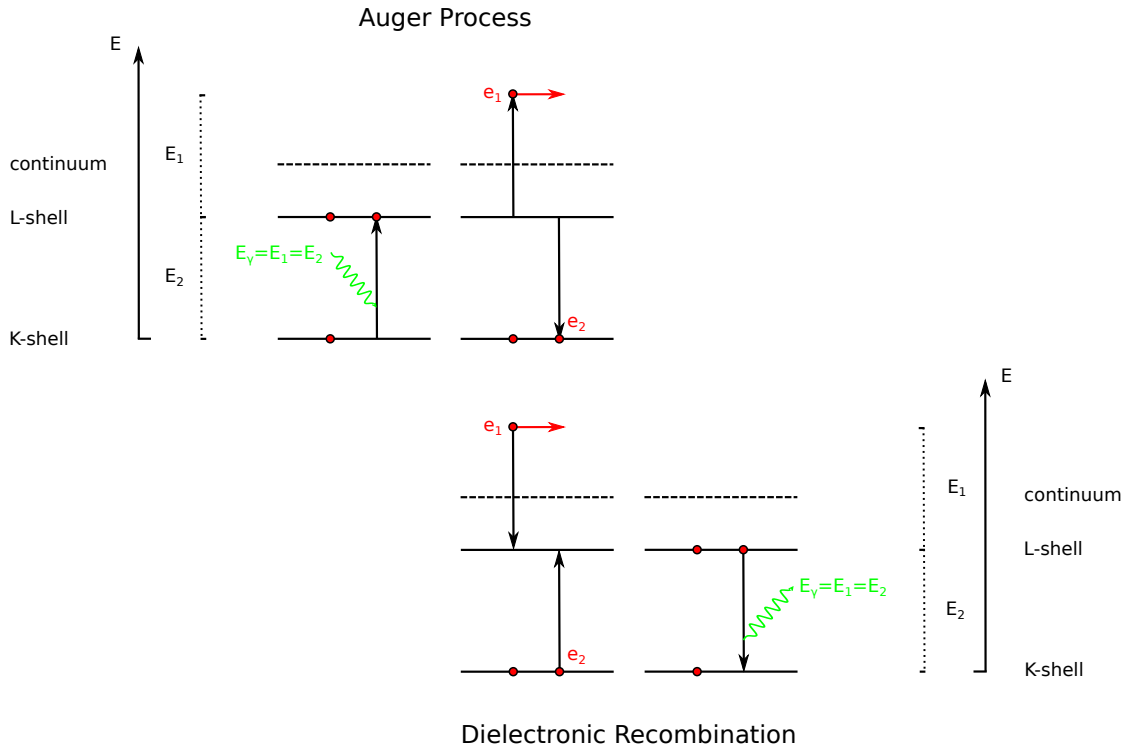 Auger Process
E
e₁
E₁
continuum
L-shell
Eγ=E₁=E₂
E₂
e₂
K-shell
E
e₁
E₁
continuum
L-shell
Eγ=E₁=E₂
E₂
e₂
K-shell
Dielectronic Recombination